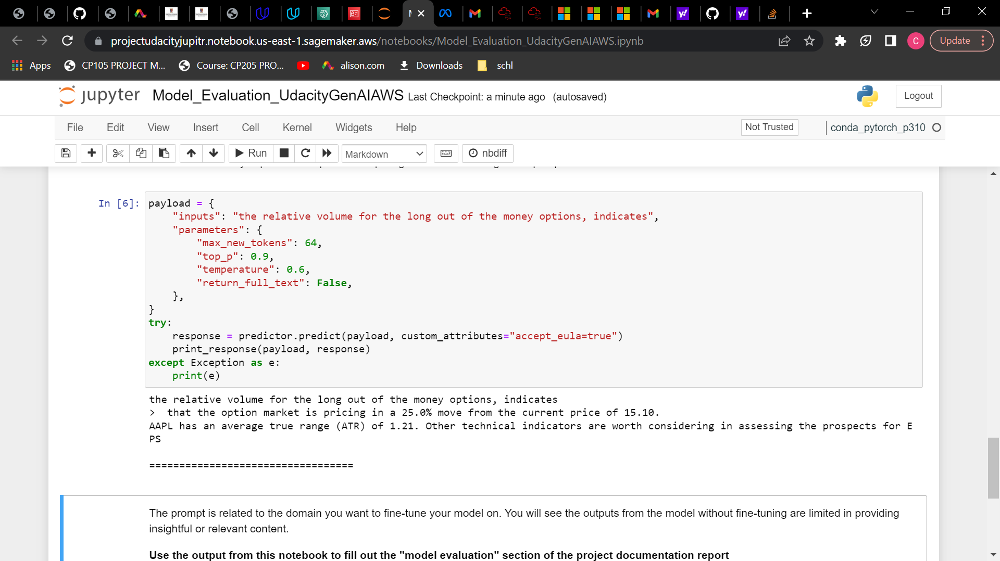 projectudacityjupitr.notebook.us-east-1.sagemaker.aws/notebooks/Model_Evaluation_UdacityGenAIAWS.ipynb
C
Update
Apps
CP105 PROJECT M...
Course: CP205 PRO...
alison.com
Downloads
schl
jupyter Model_Evaluation_UdacityGenAIAWS Last Checkpoint: a minute ago (autosaved)
Logout
File Edit View Insert Cell Kernel Widgets Help
Not Trusted
conda_pytorch_p310
Run
Markdown
nbdiff
In [6]: payload = {
    "inputs": "the relative volume for the long out of the money options, indicates",
    "parameters": {
        "max_new_tokens": 64,
        "top_p": 0.9,
        "temperature": 0.6,
        "return_full_text": False,
    },
}
try:
    response = predictor.predict(payload, custom_attributes="accept_eula=true")
    print_response(payload, response)
except Exception as e:
    print(e)
the relative volume for the long out of the money options, indicates
>  that the option market is pricing in a 25.0% move from the current price of 15.10.
AAPL has an average true range (ATR) of 1.21. Other technical indicators are worth considering in assessing the prospects for E
PS
==================================
The prompt is related to the domain you want to fine-tune your model on. You will see the outputs from the model without fine-tuning are limited in providing
insightful or relevant content.
Use the output from this notebook to fill out the "model evaluation" section of the project documentation report